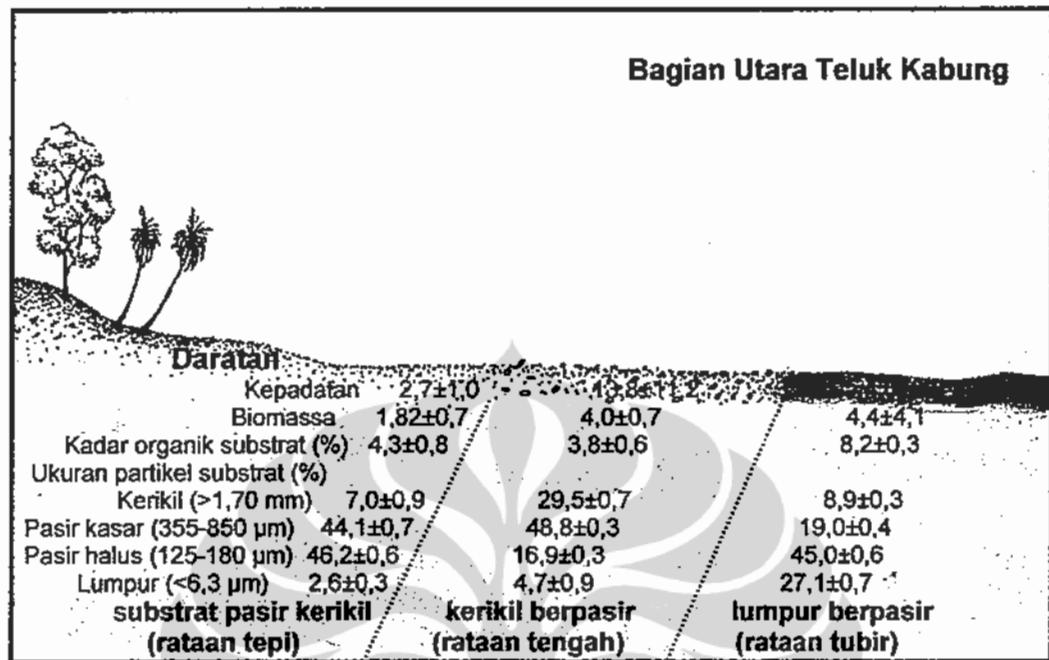 Bagian Utara Teluk Kabung
Daratan
Kepadatan 2,7±1,0 13,8±11,2
Biomassa 1,82±0,7 4,0±0,7 4,4±4,1
Kadar organik substrat (%) 4,3±0,8 3,8±0,6 8,2±0,3
Ukuran partikel substrat (%)
Kerikil (>1,70 mm) 7,0±0,9 29,5±0,7 8,9±0,3
Pasir kasar (355-850 µm) 44,1±0,7 48,8±0,3 19,0±0,4
Pasir halus (125-180 µm) 46,2±0,6 16,9±0,3 45,0±0,6
Lumpur (<6,3 µm) 2,6±0,3 4,7±0,9 27,1±0,7
substrat pasir kerikil kerikil berpasir lumpur berpasir
(rataan tepi) (rataan tengah) (rataan tubir)